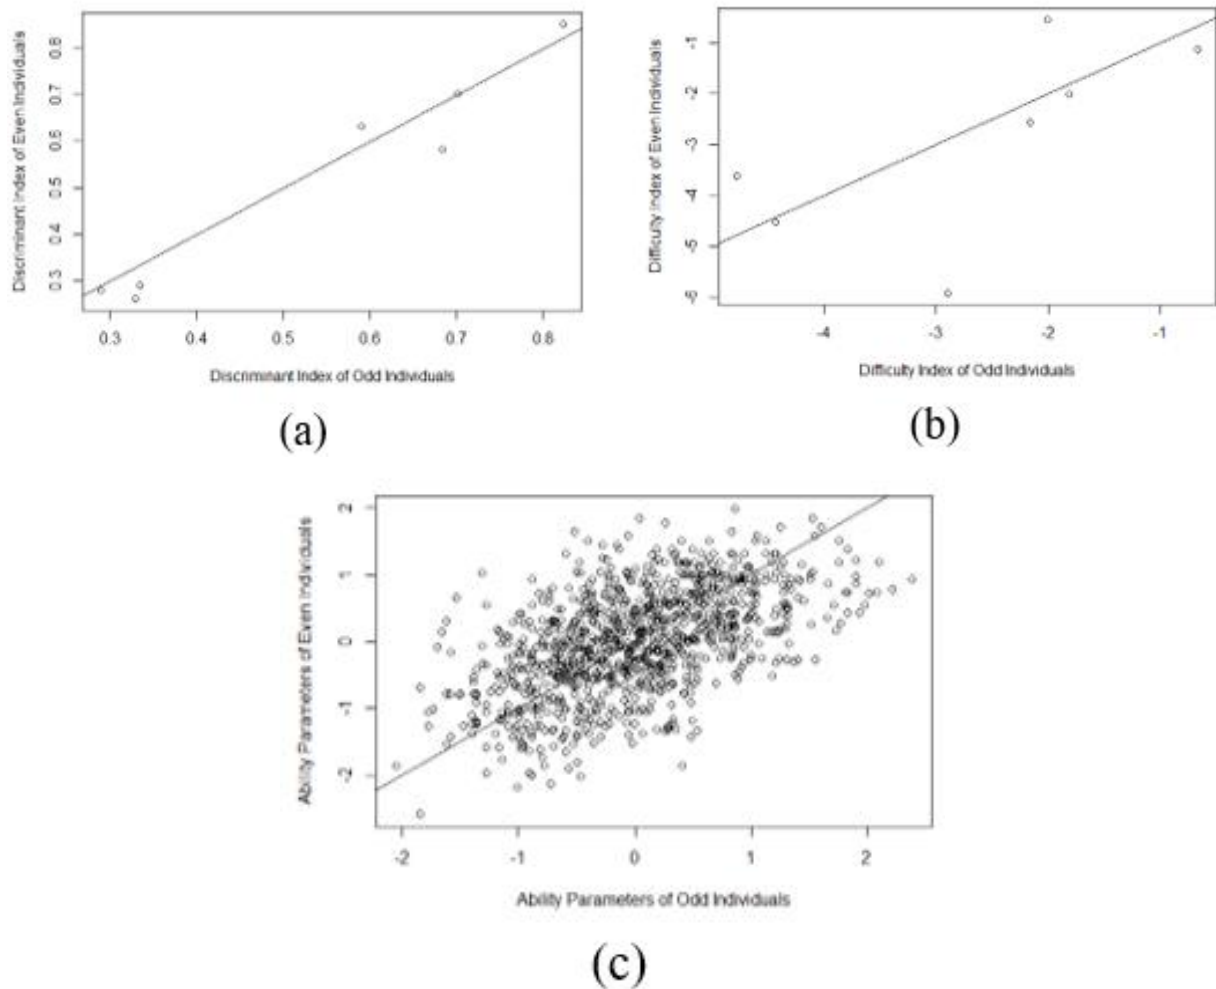 Discriminant Index of Even Individuals
0.8
0.7
0.6
0.5
0.4
0.3
0.3 0.4 0.5 0.6 0.7 0.8
Discriminant Index of Odd Individuals
(a)
Difficulty Index of Even Individuals
-1
-2
-3
-4
-5
-6
-4 -3 -2 -1
Difficulty Index of Odd Individuals
(b)
Ability Parameters of Even Individuals
2
1
0
-1
-2
-2 -1 0 1 2
Ability Parameters of Odd Individuals
(c)